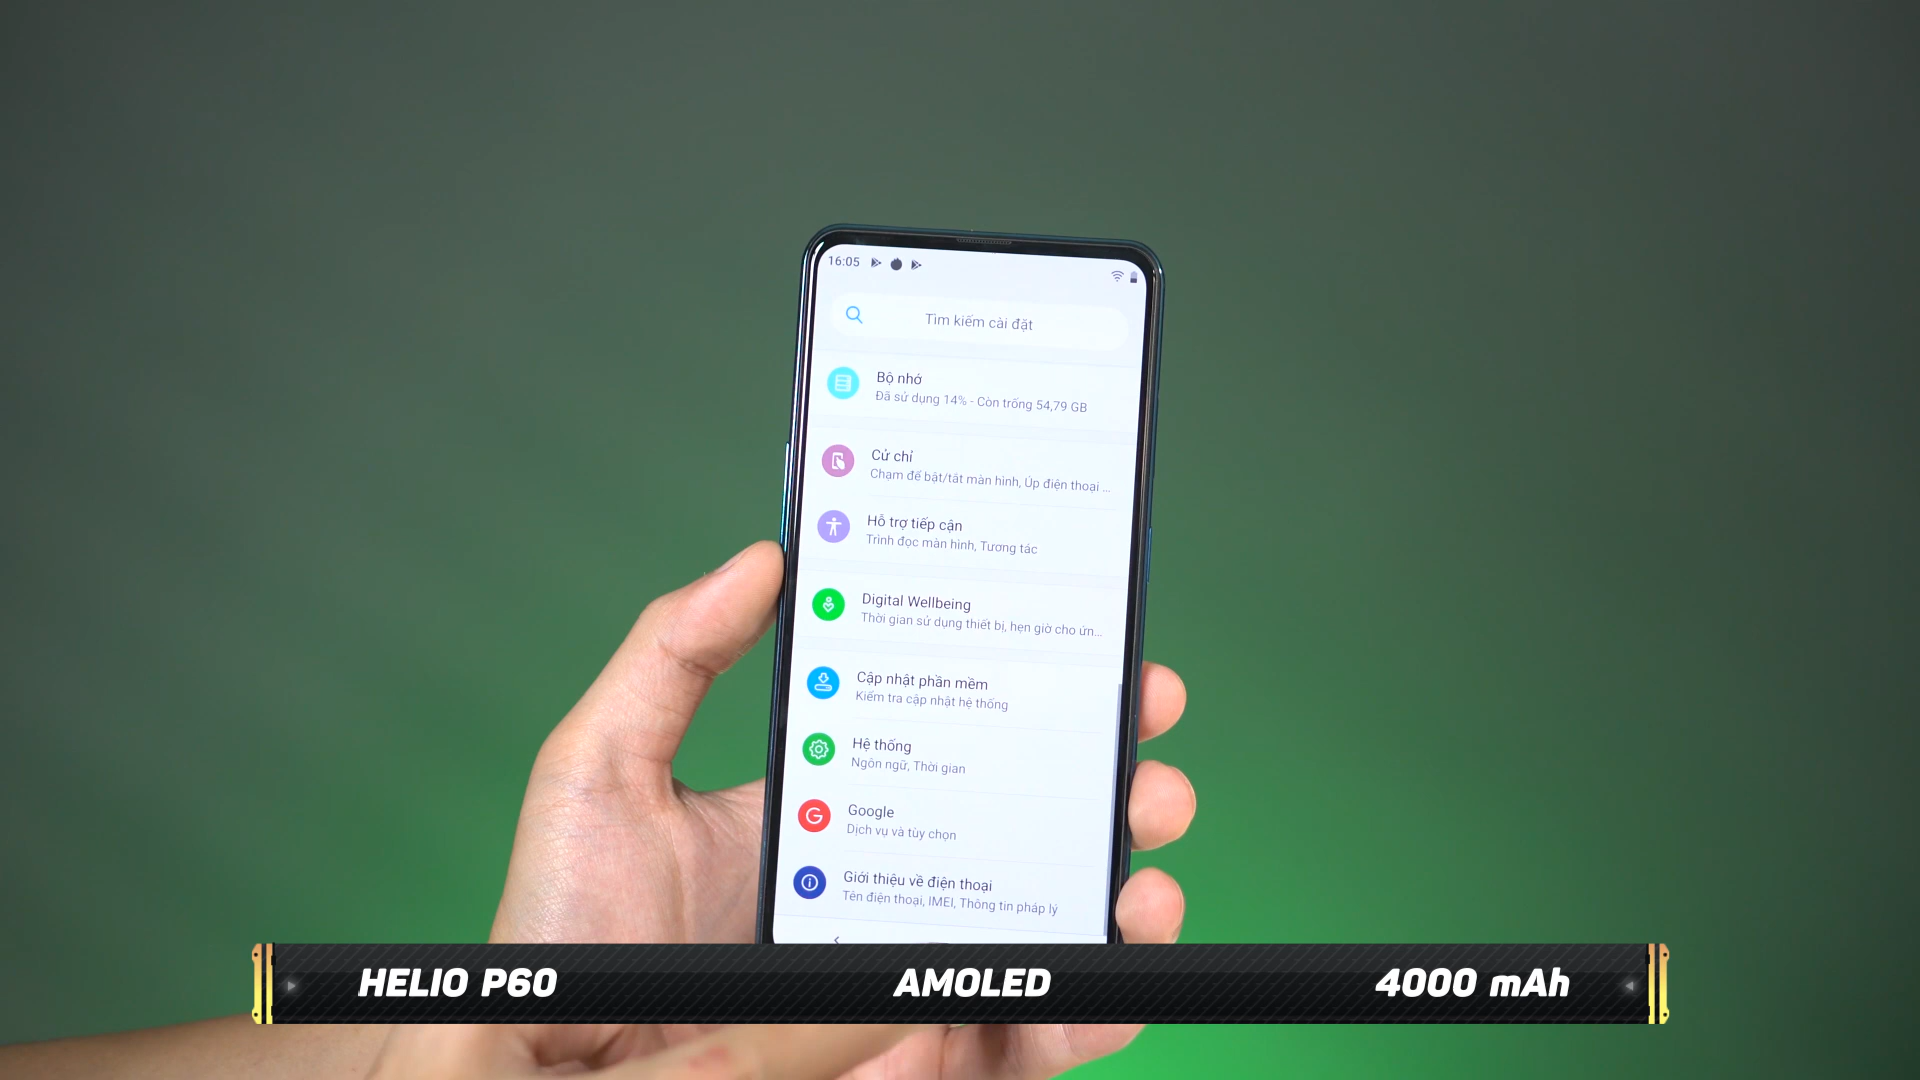 16:05
Tìm kiếm cài đặt
Bộ nhớ
Đã sử dụng 14% - Còn trống 54,79 GB
Cử chỉ
Chạm để bật/tắt màn hình, Úp điện thoại ...
Hỗ trợ tiếp cận
Trình đọc màn hình, Tương tác
Digital Wellbeing
Thời gian sử dụng thiết bị, hẹn giờ cho ứn...
Cập nhật phần mềm
Kiểm tra cập nhật hệ thống
Hệ thống
Ngôn ngữ, Thời gian
Google
Dịch vụ và tùy chọn
Giới thiệu về điện thoại
Tên điện thoại, IMEI, Thông tin pháp lý
HELIO P60 AMOLED 4000 mAh